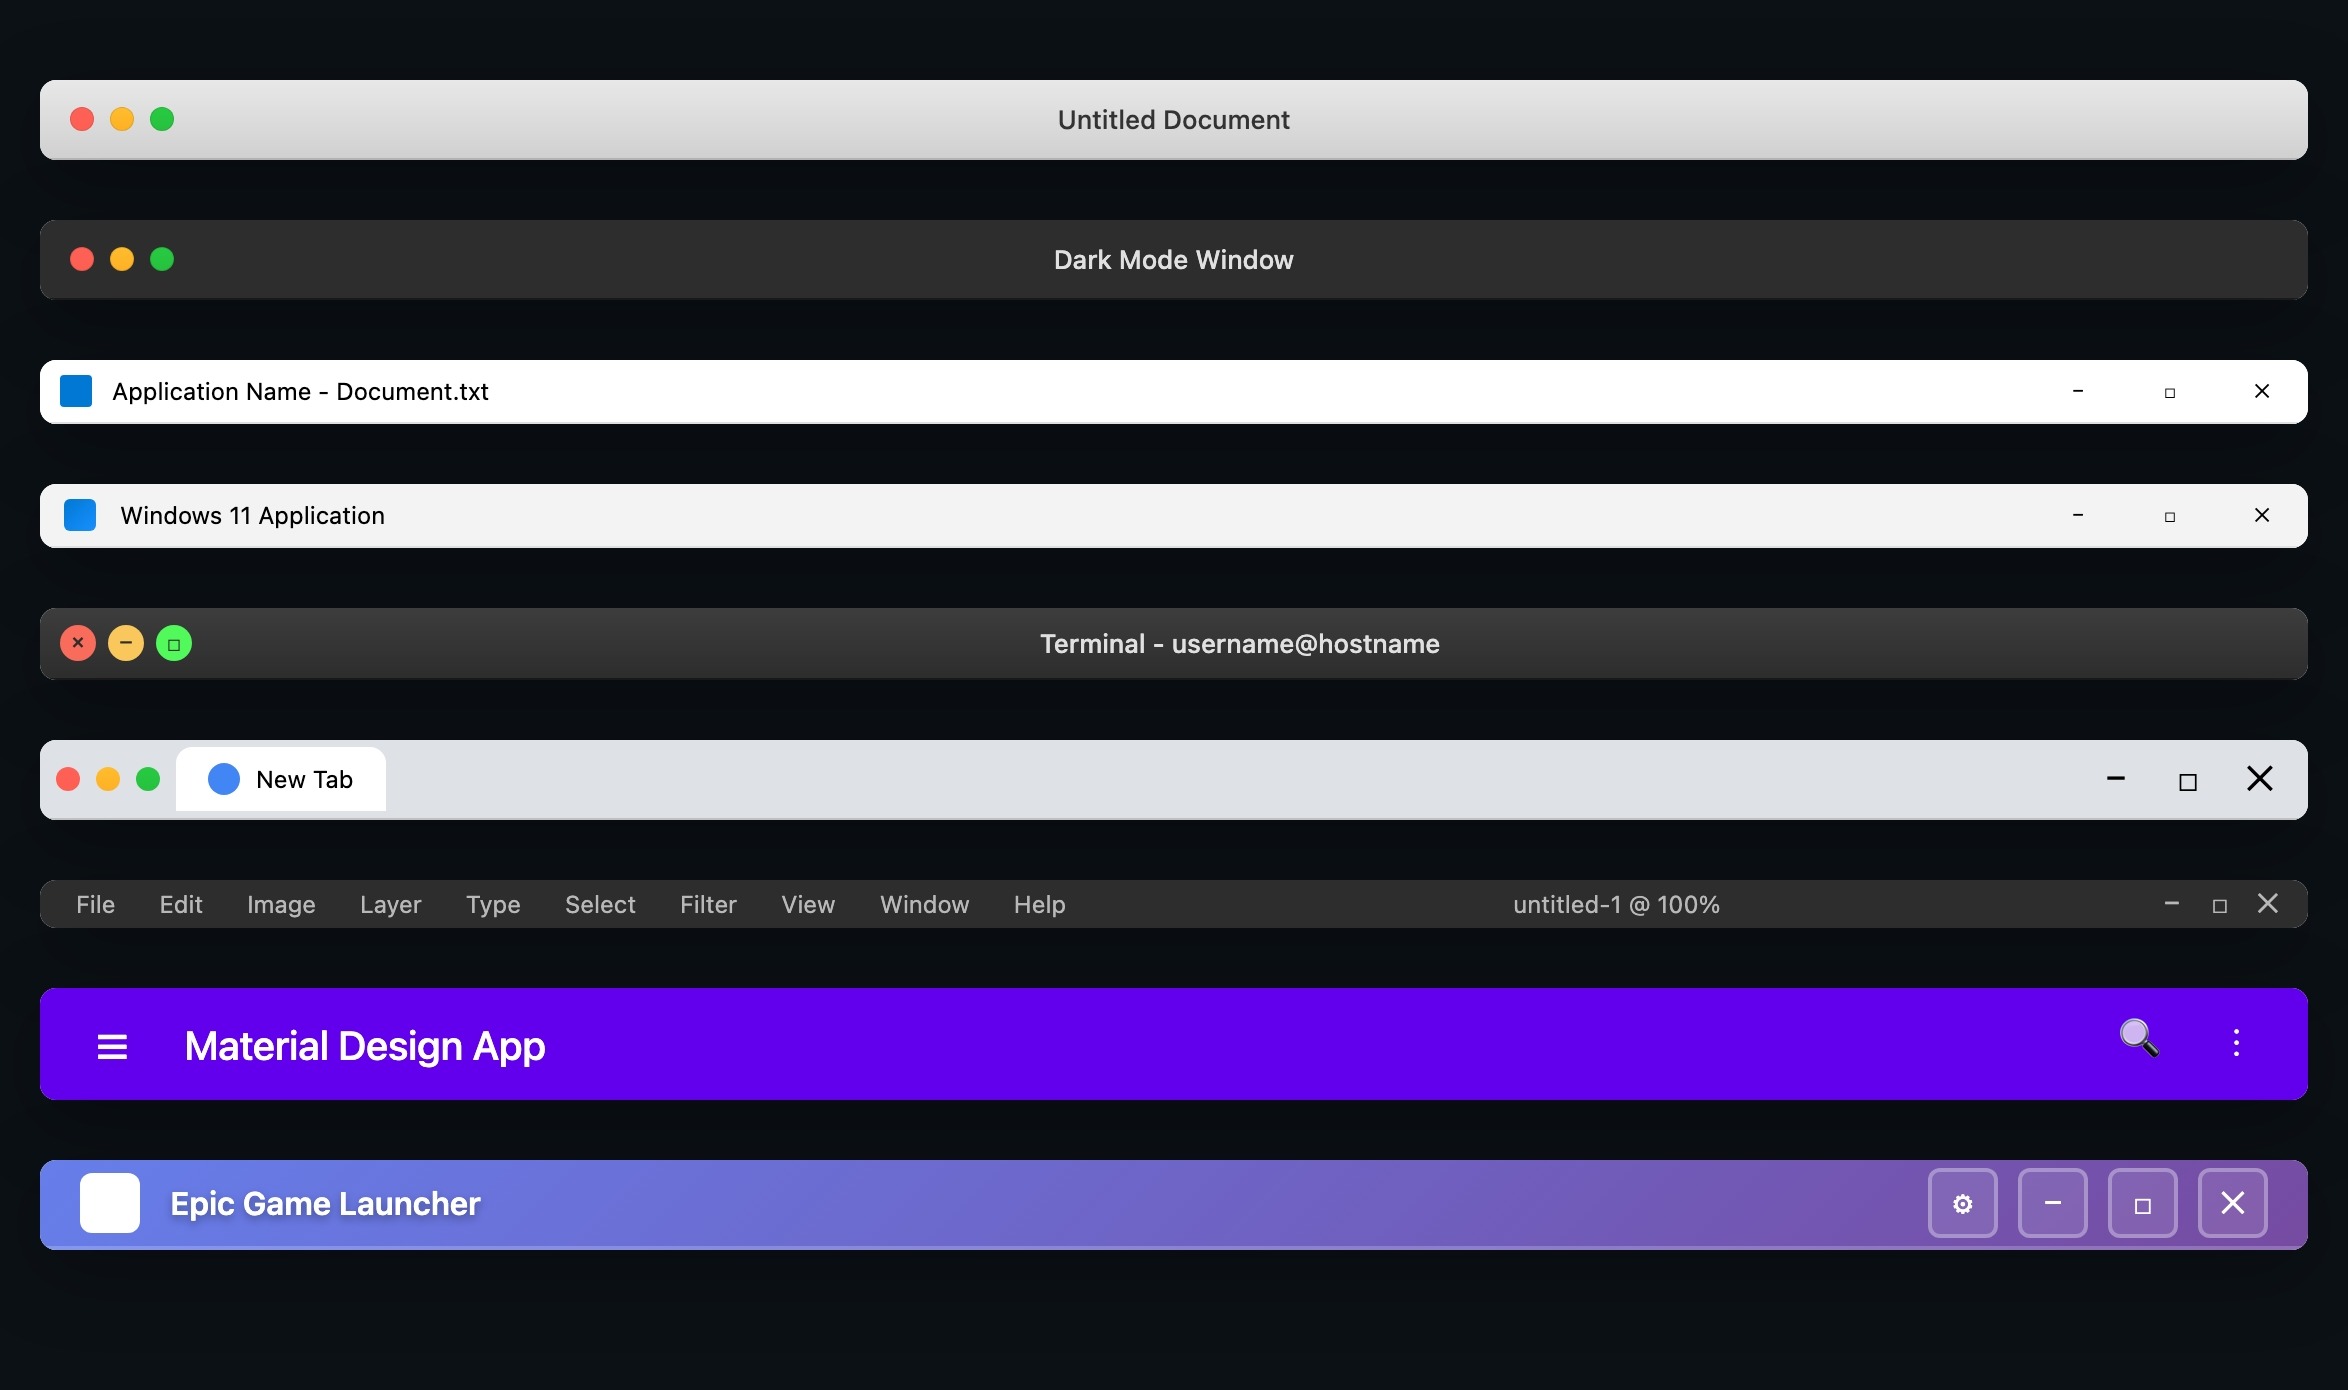 Untitled Document
Dark Mode Window
Application Name - Document.txt
Windows 11 Application
Terminal - username@hostname
New Tab
File Edit Image Layer Type Select Filter View Window Help untitled-1 @ 100%
Material Design App
Epic Game Launcher